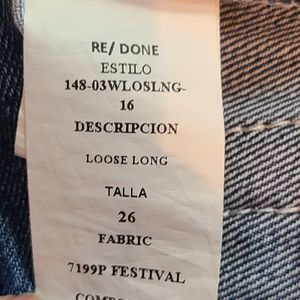 RE/ DONE
ESTILO
148-03WLOSLNG-
16
DESCRIPCION
LOOSE LONG
TALLA
26
FABRIC
7199P FESTIVAL